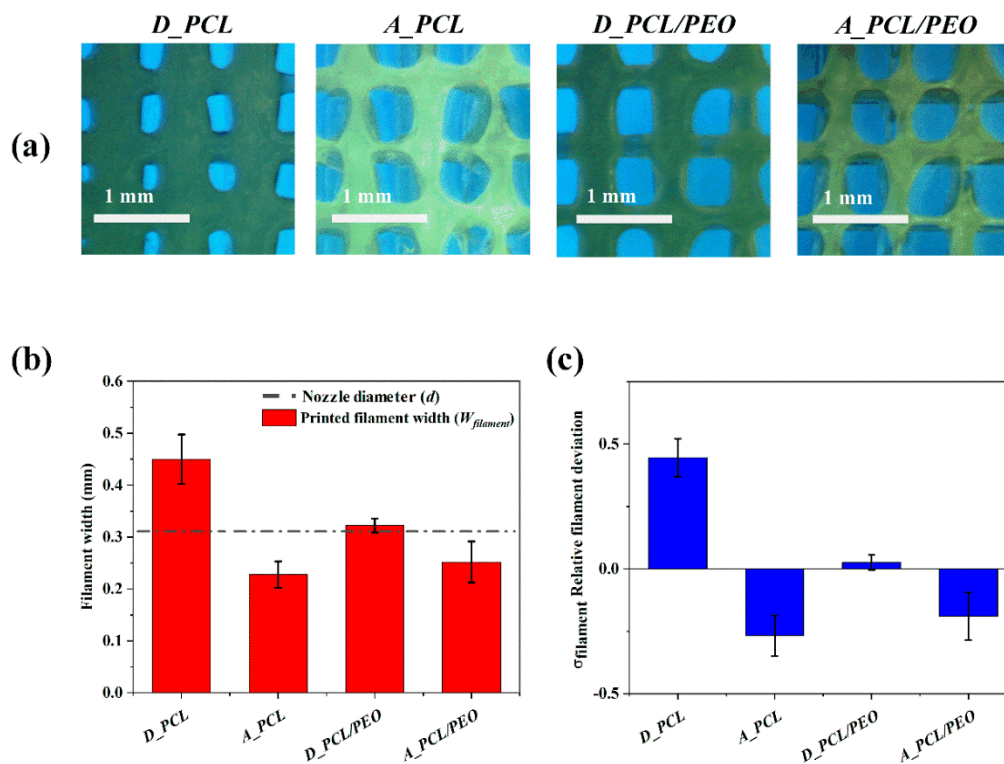 D_PCL
A_PCL
D_PCL/PEO
A_PCL/PEO
(a)
1 mm
1 mm
1 mm
1 mm
(b)
0.6
0.5
0.4
0.3
0.2
0.1
0.0
Filament width (mm)
Nozzle diameter (d)
Printed filament width (W_filament)
D_PCL
A_PCL
D_PCL/PEO
A_PCL/PEO
(c)
0.5
0.0
-0.5
σfilament Relative filament deviation
D_PCL
A_PCL
D_PCL/PEO
A_PCL/PEO